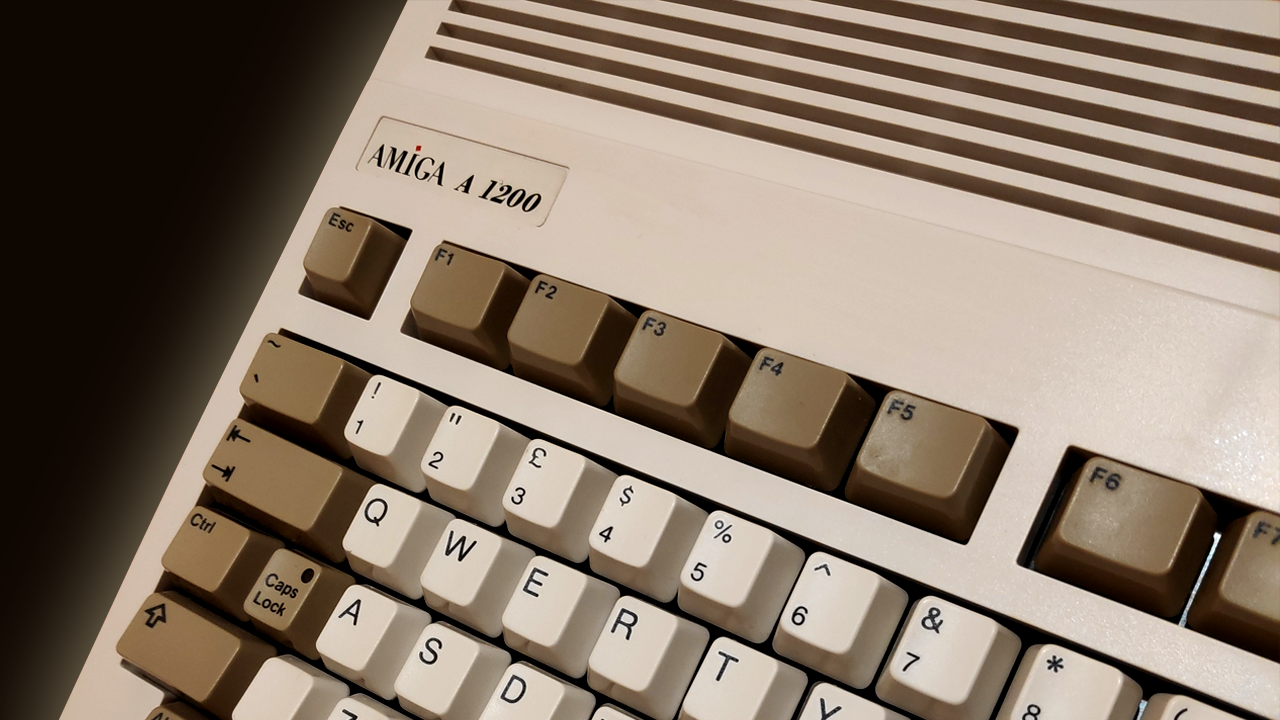 AMiGA A 1200
Esc
F1 F2 F3 F4 F5 F6 F7
~ `
! 1 " 2 £ 3 $ 4 % 5 ^ 6 & 7 * 8 (
Q W E R T Y
Ctrl
Caps Lock
A S D
Z